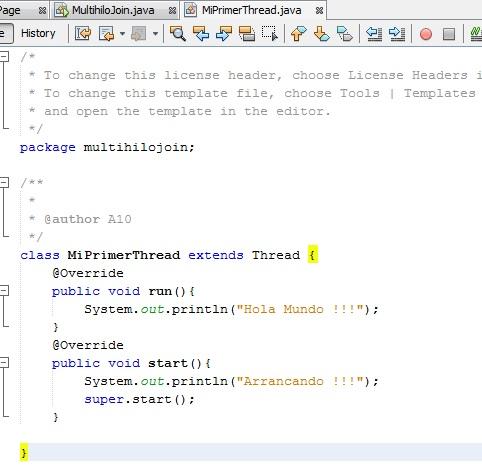 Page MultihiloJoin.java MiPrimerThread.java
History
/*
 * To change this license header, choose License Headers i
 * To change this template file, choose Tools | Templates
 * and open the template in the editor.
 */
package multihilojoin;
/**
 *
 * @author A10
 */
class MiPrimerThread extends Thread {
    @Override
    public void run(){
        System.out.println("Hola Mundo !!!");
    }
    @Override
    public void start(){
        System.out.println("Arrancando !!!");
        super.start();
    }
}